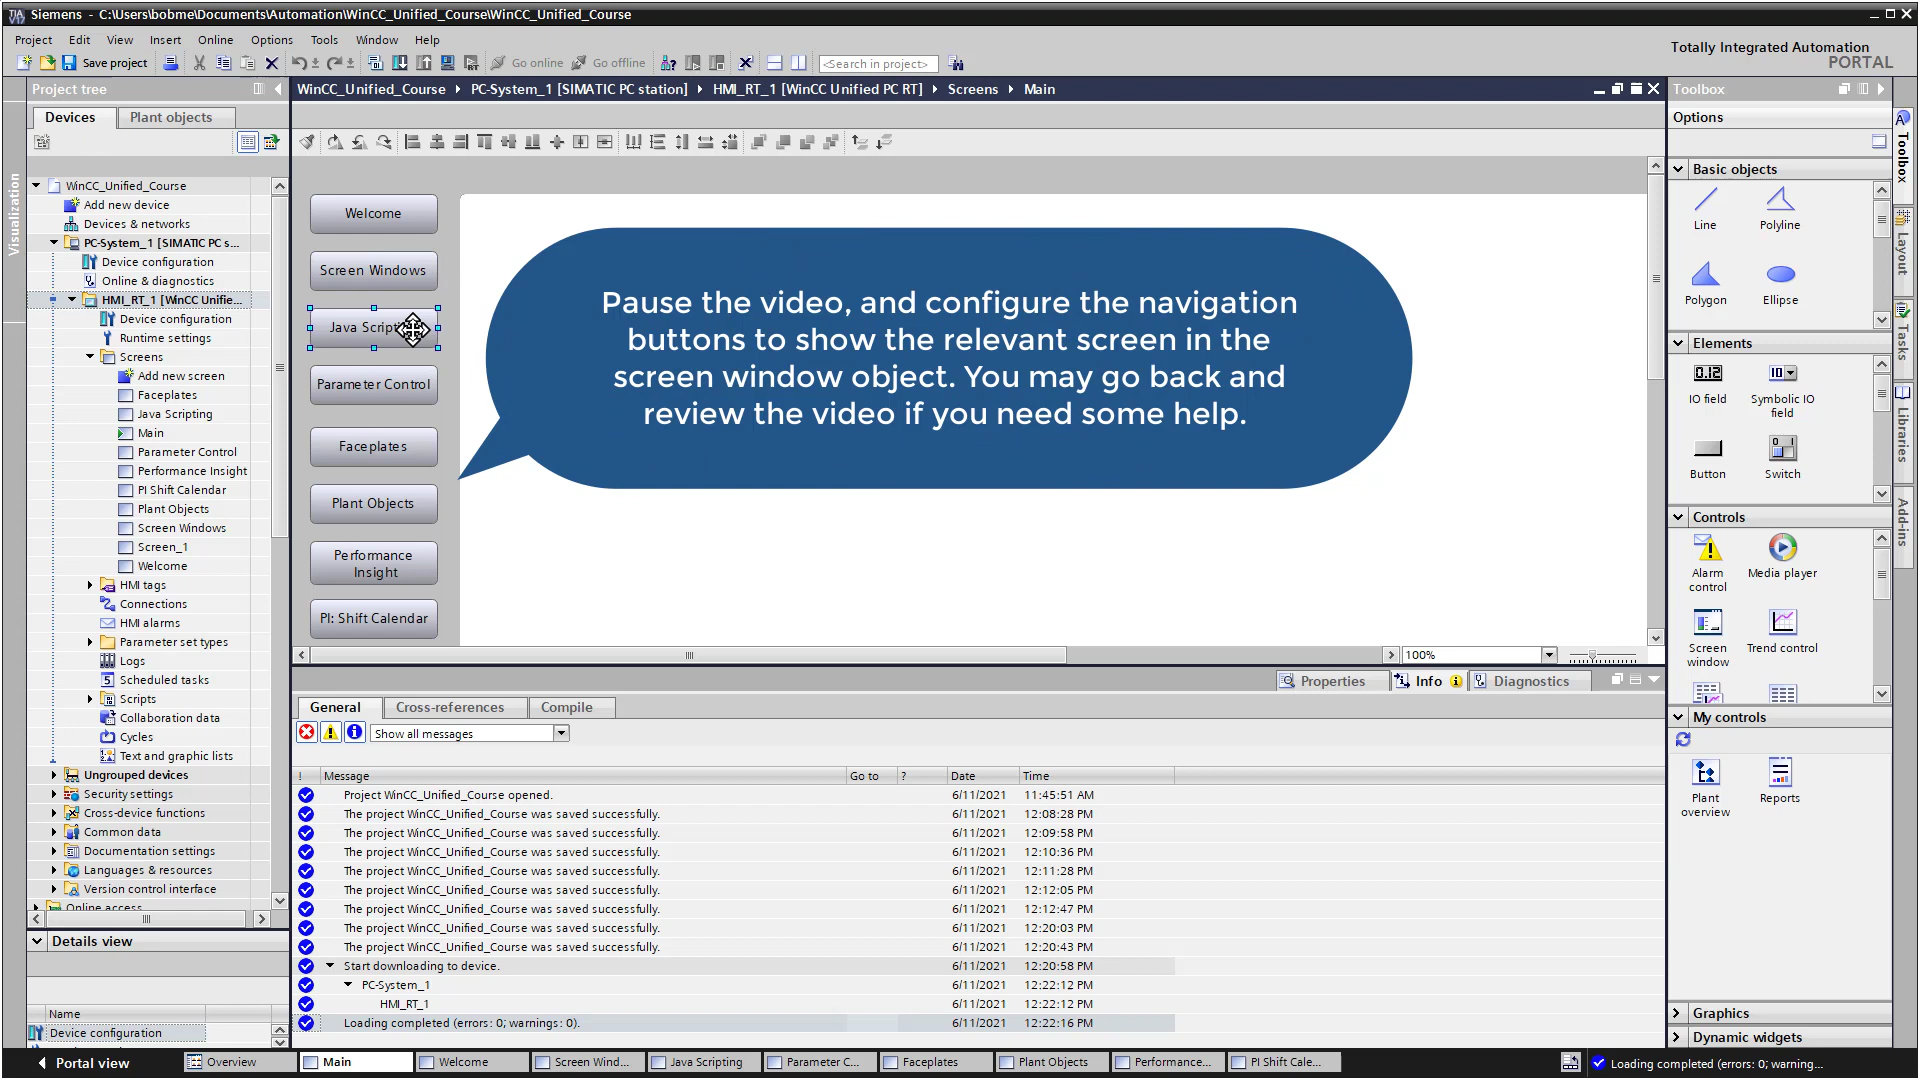 Siemens - C:\Users\bobme\Documents\Automation\WinCC_Unified_Course\WinCC_Unified_Course
Project Edit View Insert Online Options Tools Window Help
Totally Integrated Automation
PORTAL
Save project Go online Go offline <Search in project>
Project tree
WinCC_Unified_Course PC-System_1 [SIMATIC PC station] HMI_RT_1 [WinCC Unified PC RT] Screens Main
Toolbox
Devices Plant objects
Options
Visualization
WinCC_Unified_Course
Add new device
Devices & networks
PC-System_1 [SIMATIC PC s...
Device configuration
Online & diagnostics
HMI_RT_1 [WinCC Unifie...
Device configuration
Runtime settings
Screens
Add new screen
Faceplates
Java Scripting
Main
Parameter Control
Performance Insight
PI Shift Calendar
Plant Objects
Screen Windows
Screen_1
Welcome
HMI tags
Connections
HMI alarms
Parameter set types
Logs
Scheduled tasks
Scripts
Collaboration data
Cycles
Text and graphic lists
Ungrouped devices
Security settings
Cross-device functions
Common data
Documentation settings
Languages & resources
Version control interface
Online access
Details view
Name
Device configuration
Welcome
Screen Windows
Java Script
Parameter Control
Faceplates
Plant Objects
Performance
Insight
PI: Shift Calendar
Pause the video, and configure the navigation
buttons to show the relevant screen in the
screen window object. You may go back and
review the video if you need some help.
100%
Properties Info Diagnostics
General Cross-references Compile
Show all messages
! Message Go to ? Date Time
Project WinCC_Unified_Course opened. 6/11/2021 11:45:51 AM
The project WinCC_Unified_Course was saved successfully. 6/11/2021 12:08:28 PM
The project WinCC_Unified_Course was saved successfully. 6/11/2021 12:09:58 PM
The project WinCC_Unified_Course was saved successfully. 6/11/2021 12:10:36 PM
The project WinCC_Unified_Course was saved successfully. 6/11/2021 12:11:28 PM
The project WinCC_Unified_Course was saved successfully. 6/11/2021 12:12:05 PM
The project WinCC_Unified_Course was saved successfully. 6/11/2021 12:12:47 PM
The project WinCC_Unified_Course was saved successfully. 6/11/2021 12:20:03 PM
The project WinCC_Unified_Course was saved successfully. 6/11/2021 12:20:43 PM
Start downloading to device. 6/11/2021 12:20:58 PM
PC-System_1 6/11/2021 12:22:12 PM
HMI_RT_1 6/11/2021 12:22:12 PM
Loading completed (errors: 0; warnings: 0). 6/11/2021 12:22:16 PM
Basic objects
Line Polyline
Polygon Ellipse
Elements
0.12 10
IO field Symbolic IO
field
Button Switch
Controls
Alarm
control
Media player
Screen
window
Trend control
My controls
Plant
overview
Reports
Graphics
Dynamic widgets
Toolbox
Layout
Tasks
Libraries
Add-ins
Portal view Overview Main Welcome Screen Wind... Java Scripting Parameter C... Faceplates Plant Objects Performance... PI Shift Cale... Loading completed (errors: 0; warning...